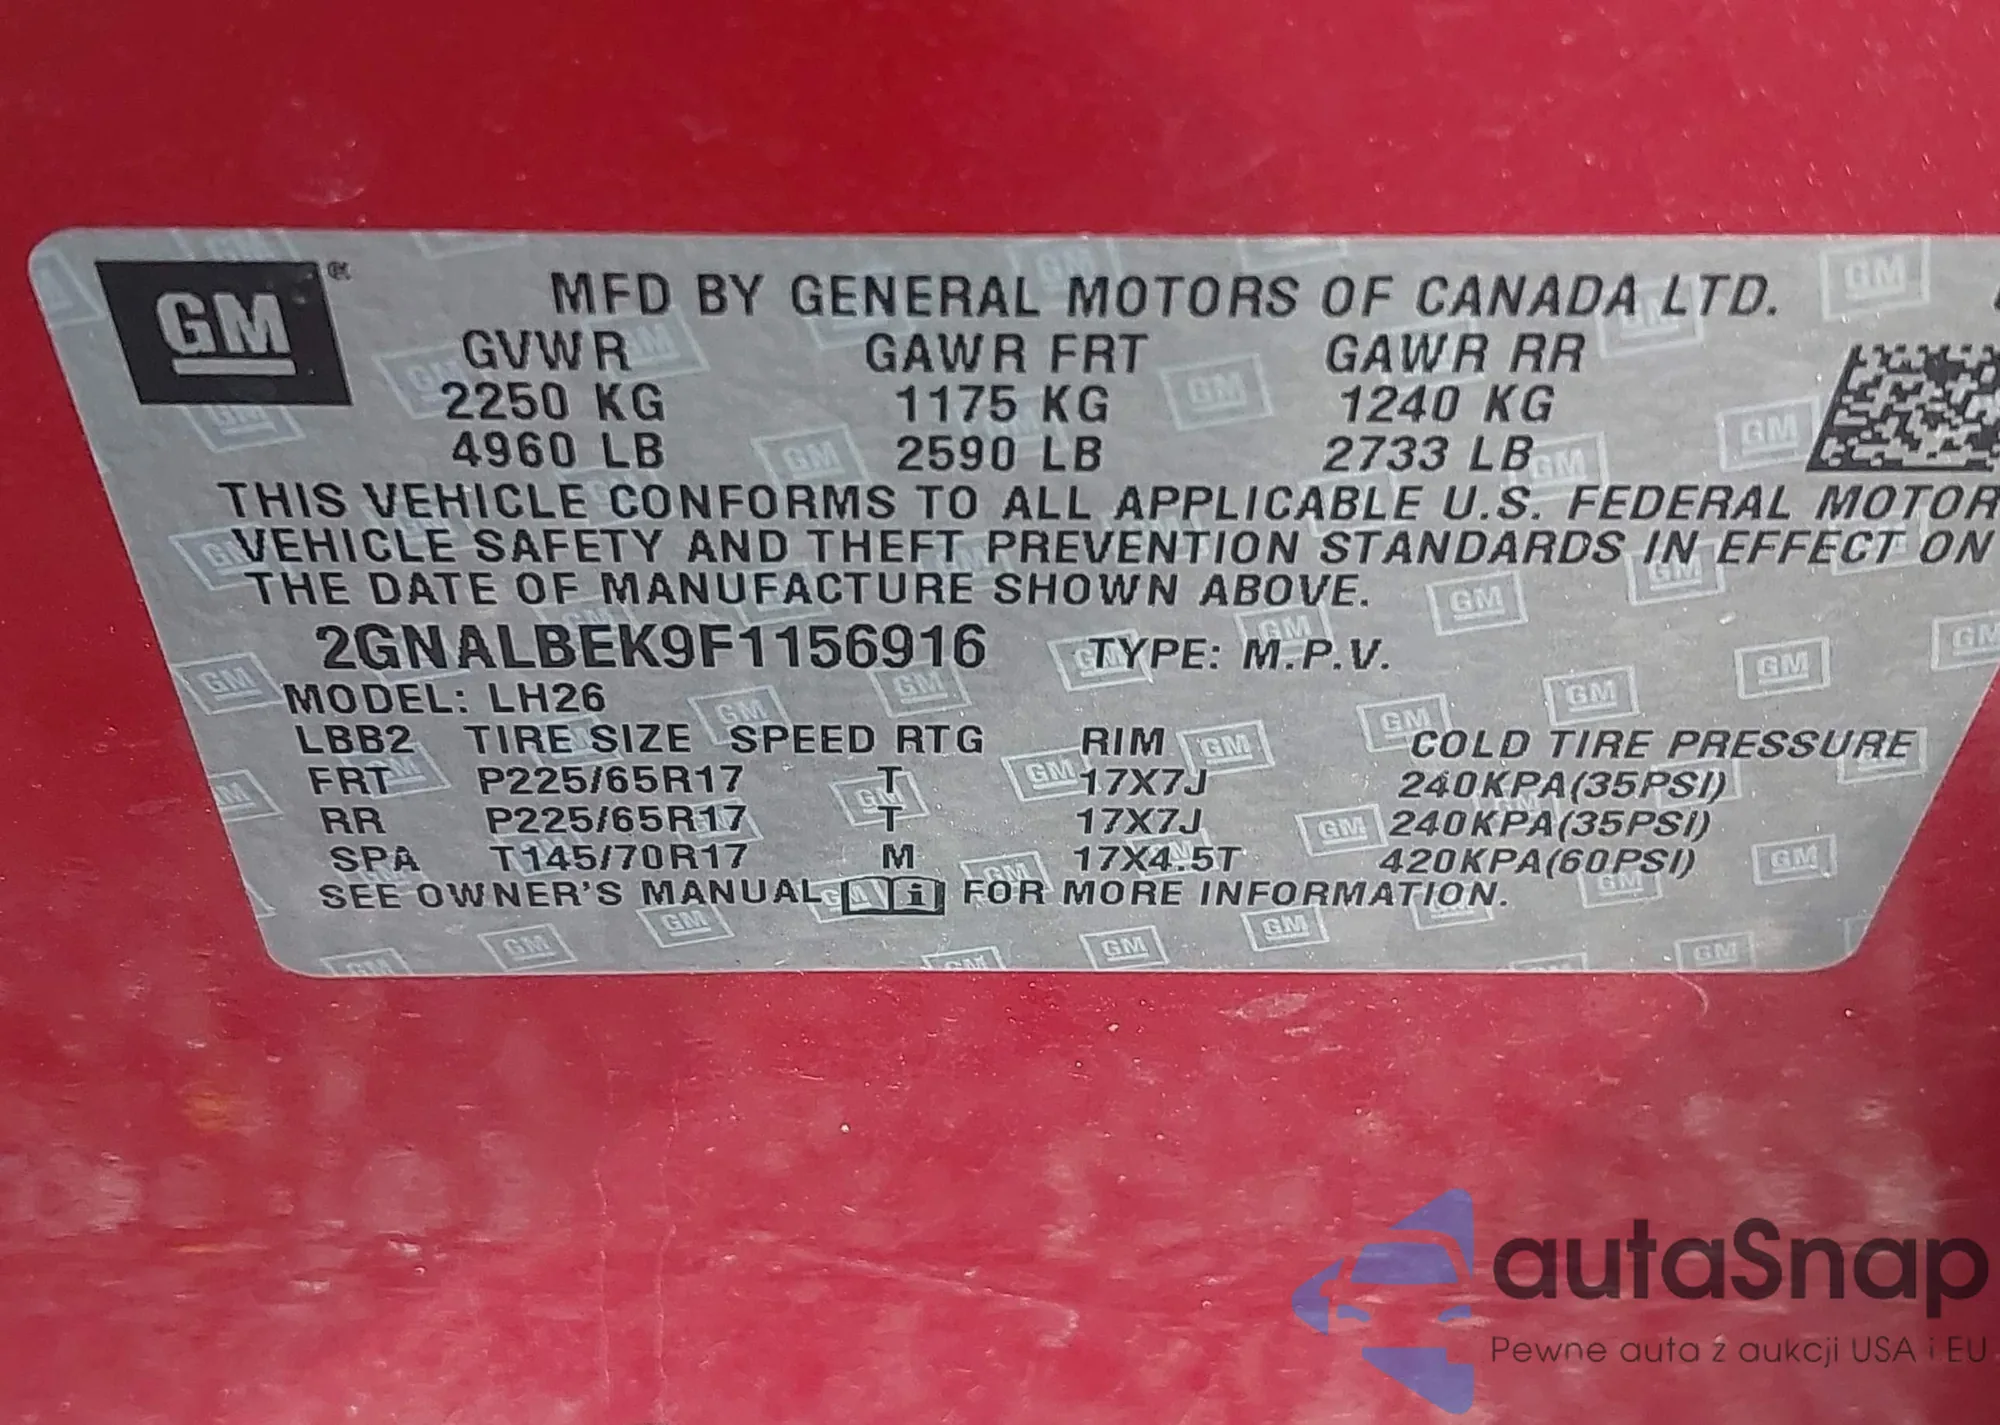 GM
MFD BY GENERAL MOTORS OF CANADA LTD.
GVWR GAWR FRT GAWR RR
2250 KG 1175 KG 1240 KG
4960 LB 2590 LB 2733 LB
THIS VEHICLE CONFORMS TO ALL APPLICABLE U.S. FEDERAL MOTOR
VEHICLE SAFETY AND THEFT PREVENTION STANDARDS IN EFFECT ON
THE DATE OF MANUFACTURE SHOWN ABOVE.
2GNALBEK9F1156916 TYPE: M.P.V.
MODEL: LH26
LBB2 TIRE SIZE SPEED RTG RIM COLD TIRE PRESSURE
FRT P225/65R17 T 17X7J 240KPA(35PSI)
RR P225/65R17 T 17X7J 240KPA(35PSI)
SPA T145/70R17 M 17X4.5T 420KPA(60PSI)
SEE OWNER'S MANUAL i FOR MORE INFORMATION.
autaSnap
Pewne auta z aukcji USA i EU